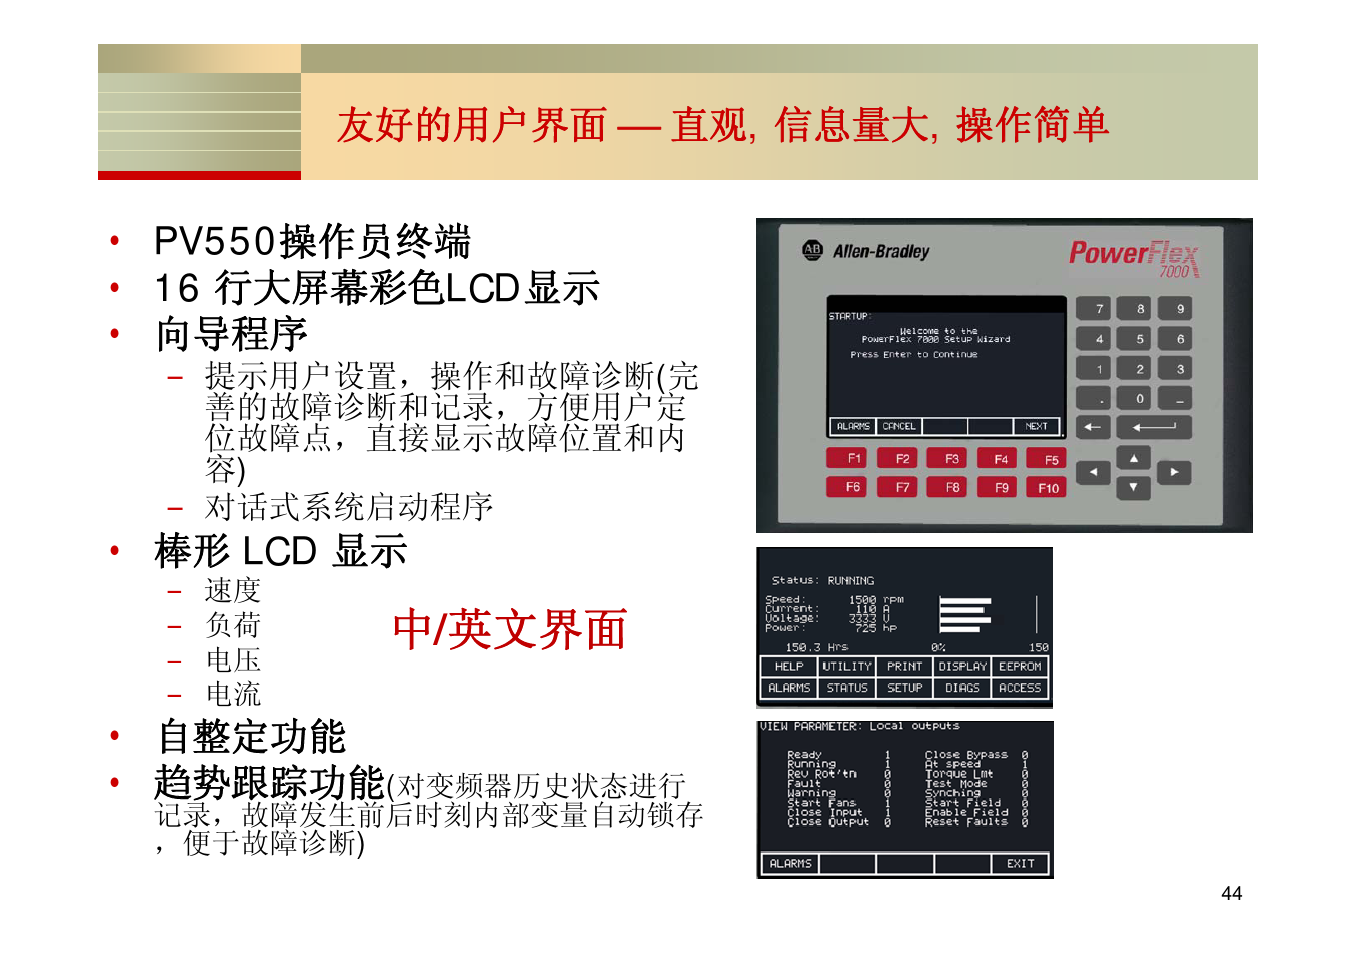 友好的用户界面 — 直观, 信息量大, 操作简单
• PV550操作员终端
• 16 行大屏幕彩色LCD显示
• 向导程序
– 提示用户设置，操作和故障诊断(完
善的故障诊断和记录，方便用户定
位故障点，直接显示故障位置和内
容)
– 对话式系统启动程序
• 棒形 LCD 显示
– 速度
– 负荷
– 电压
– 电流
中/英文界面
• 自整定功能
• 趋势跟踪功能(对变频器历史状态进行
记录，故障发生前后时刻内部变量自动锁存
，便于故障诊断)
AB Allen-Bradley
PowerFlex
7000
STARTUP:
Welcome to the
PowerFlex 7000 Setup Wizard
Press Enter to Continue
ALARMS CANCEL NEXT
F1 F2 F3 F4 F5
F6 F7 F8 F9 F10
7 8 9
4 5 6
1 2 3
. 0 –
Status: RUNNING
Speed: 1500 rpm
Current: 110 A
Voltage: 3333 V
Power: 725 hp
150.3 Hrs 0% 150
HELP UTILITY PRINT DISPLAY EEPROM
ALARMS STATUS SETUP DIAGS ACCESS
VIEW PARAMETER: Local outputs
Ready 1 Close Bypass 0
Running 1 At speed 1
Rev Rot'tn 0 Torque Lmt 0
Fault 0 Test Mode 0
Warning 0 Synching 0
Start Fans 1 Start Field 0
Close Input 1 Enable Field 0
Close Output 0 Reset Faults 0
ALARMS EXIT
44